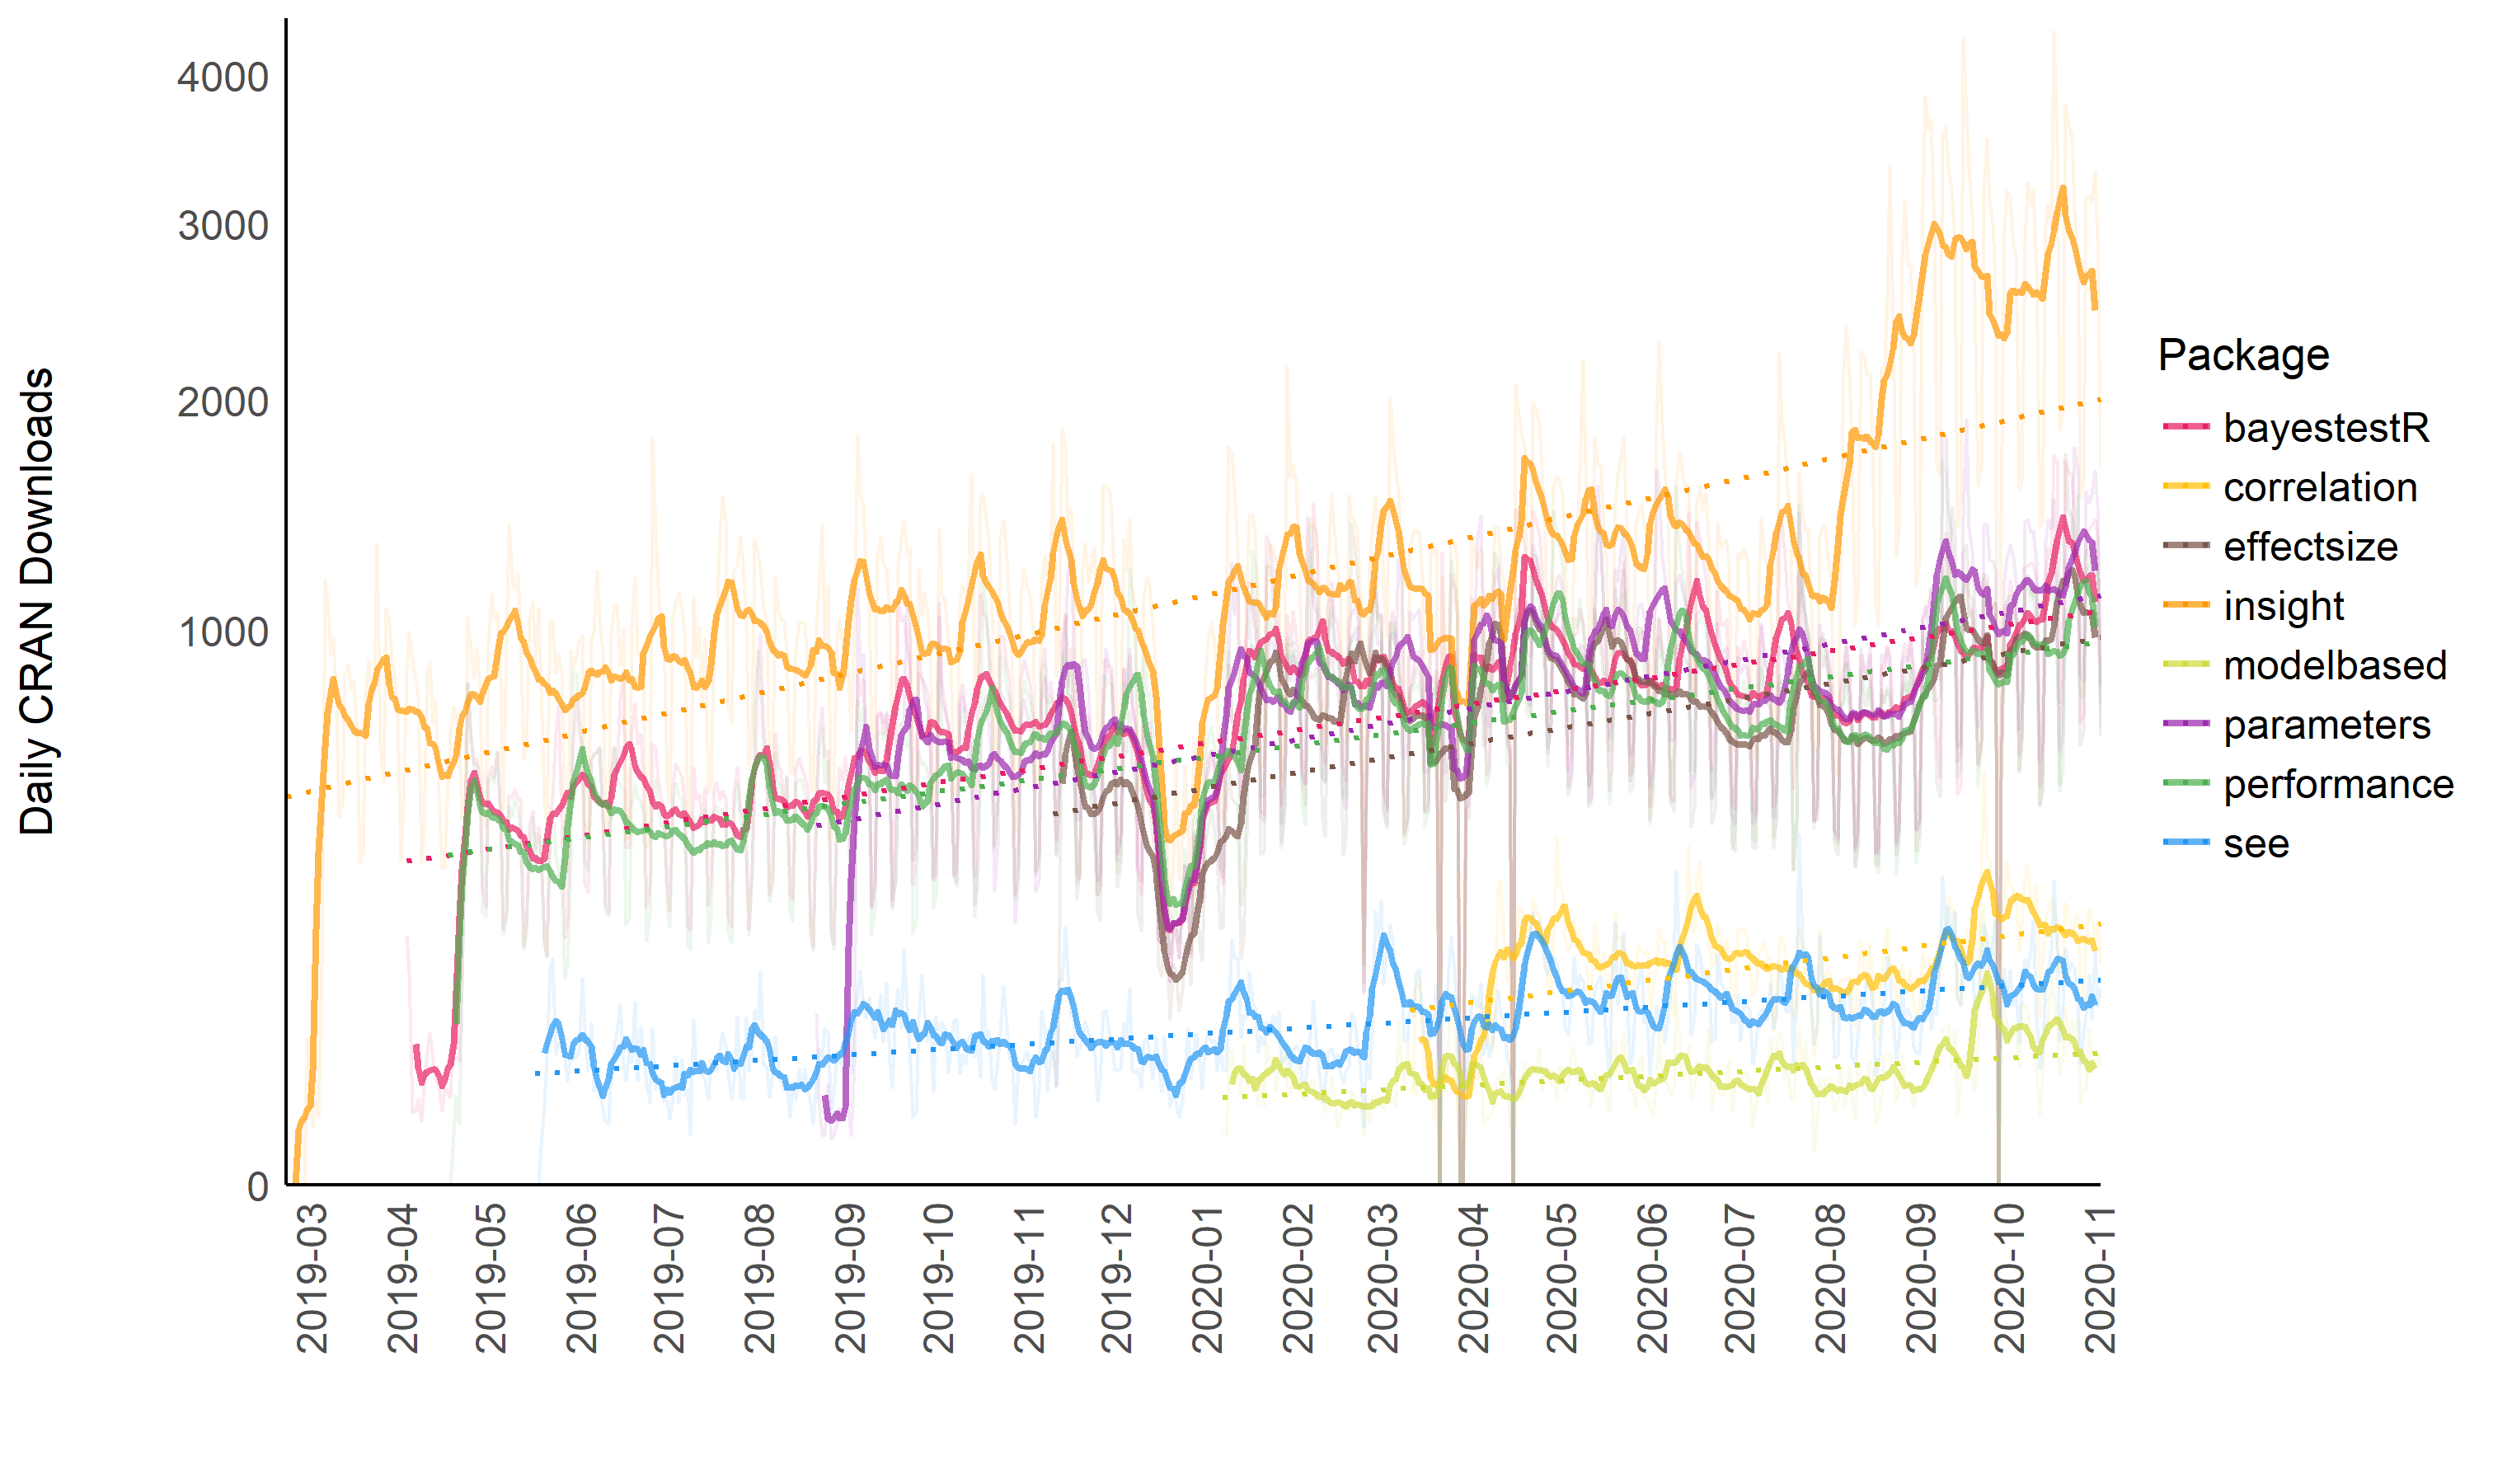 Daily CRAN Downloads
4000
3000
2000
1000
0
2019-03
2019-04
2019-05
2019-06
2019-07
2019-08
2019-09
2019-10
2019-11
2019-12
2020-01
2020-02
2020-03
2020-04
2020-05
2020-06
2020-07
2020-08
2020-09
2020-10
2020-11
Package
bayestestR
correlation
effectsize
insight
modelbased
parameters
performance
see